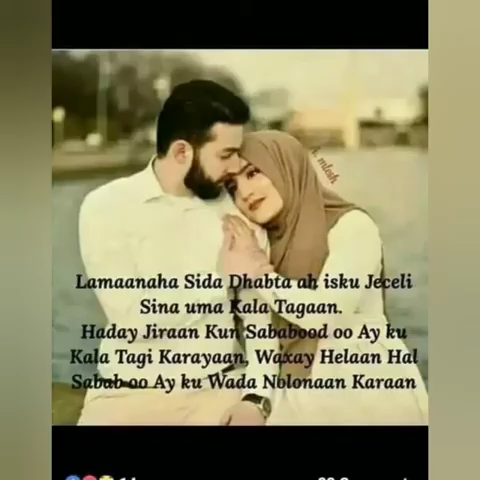 Lamaanaha Sida Dhabta ah isku Jeceli
Sina uma Kala Tagaan.
Haday Jiraan Kun Sababood oo Ay ku
Kala Tagi Karayaan, Waxay Helaan Hal
Sabab oo Ay ku Wada Nolonaan Karaan